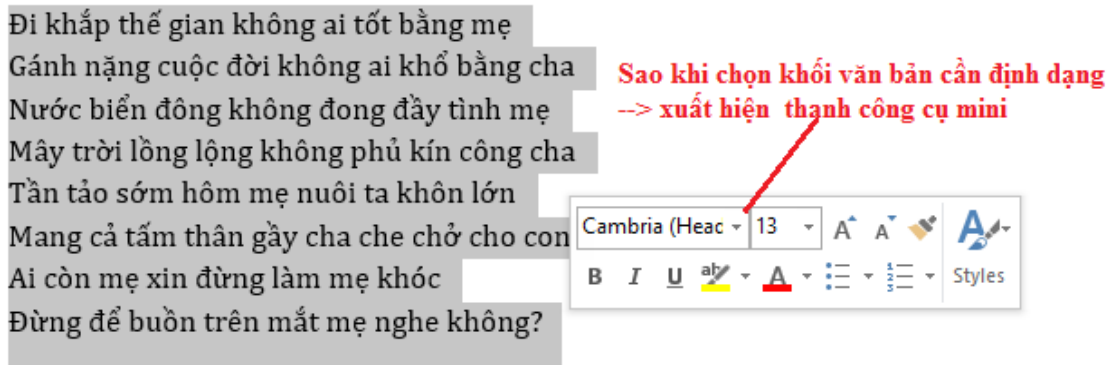 Đi khắp thế gian không ai tốt bằng mẹ
Gánh nặng cuộc đời không ai khổ bằng cha
Nước biển đông không đong đầy tình mẹ
Mây trời lồng lộng không phủ kín công cha
Tần tảo sớm hôm mẹ nuôi ta khôn lớn
Mang cả tấm thân gầy cha che chở cho con
Ai còn mẹ xin đừng làm mẹ khóc
Đừng để buồn trên mắt mẹ nghe không?
Sao khi chọn khối văn bản cần định dạng
--> xuất hiện thanh công cụ mini
Cambria (Heac 13 A A A
B I U ab A 1 2 3 Styles